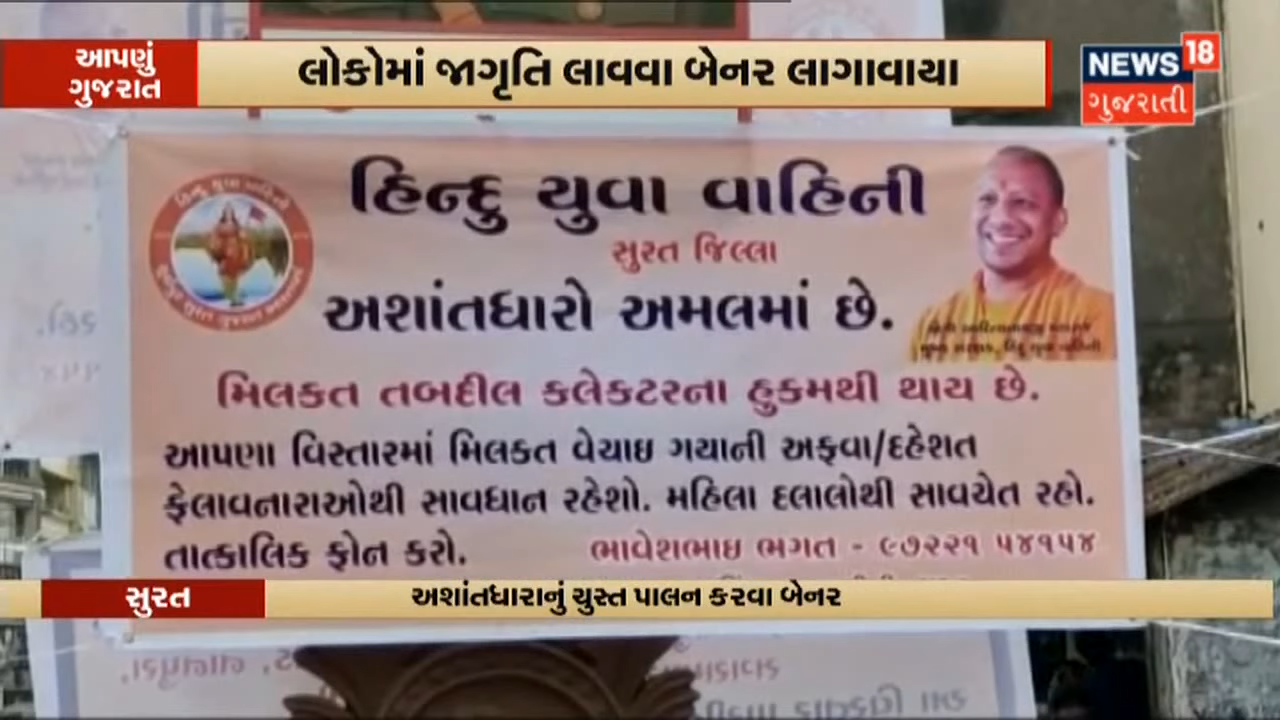 આપણું
ગુજરાત
લોકોમાં જાગૃતિ લાવવા બેનર લાગાવાયા
NEWS 18
ગુજરાતી
હિન્દુ યુવા વાહિની
સુરત જિલ્લા
અશાંતધારો અમલમાં છે.
મિલકત તબદીલ કલેકટરના હુકમથી થાય છે.
આપણા વિસ્તારમાં મિલકત વેચાઇ ગયાની અફવા/દહેશત
ફેલાવનારાઓથી સાવધાન રહેશો. મહિલા દલાલોથી સાવચેત રહો.
તાત્કાલિક ફોન કરો. ભાવેશભાઇ ભગત - ૯૭૨૨૧ ૫૪૧૫૪
સુરત
અશાંતધારાનું ચુસ્ત પાલન કરવા બેનર